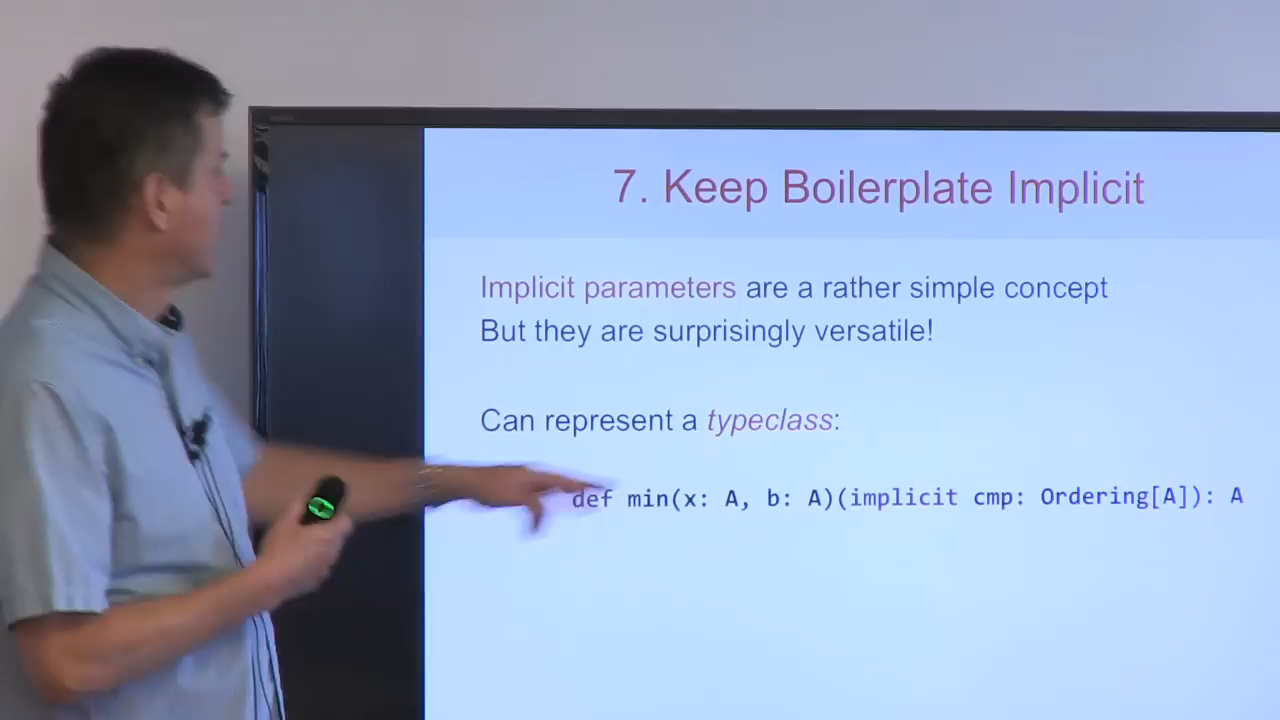 7. Keep Boilerplate Implicit
Implicit parameters are a rather simple concept
But they are surprisingly versatile!
Can represent a typeclass:
def min(x: A, b: A)(implicit cmp: Ordering[A]): A